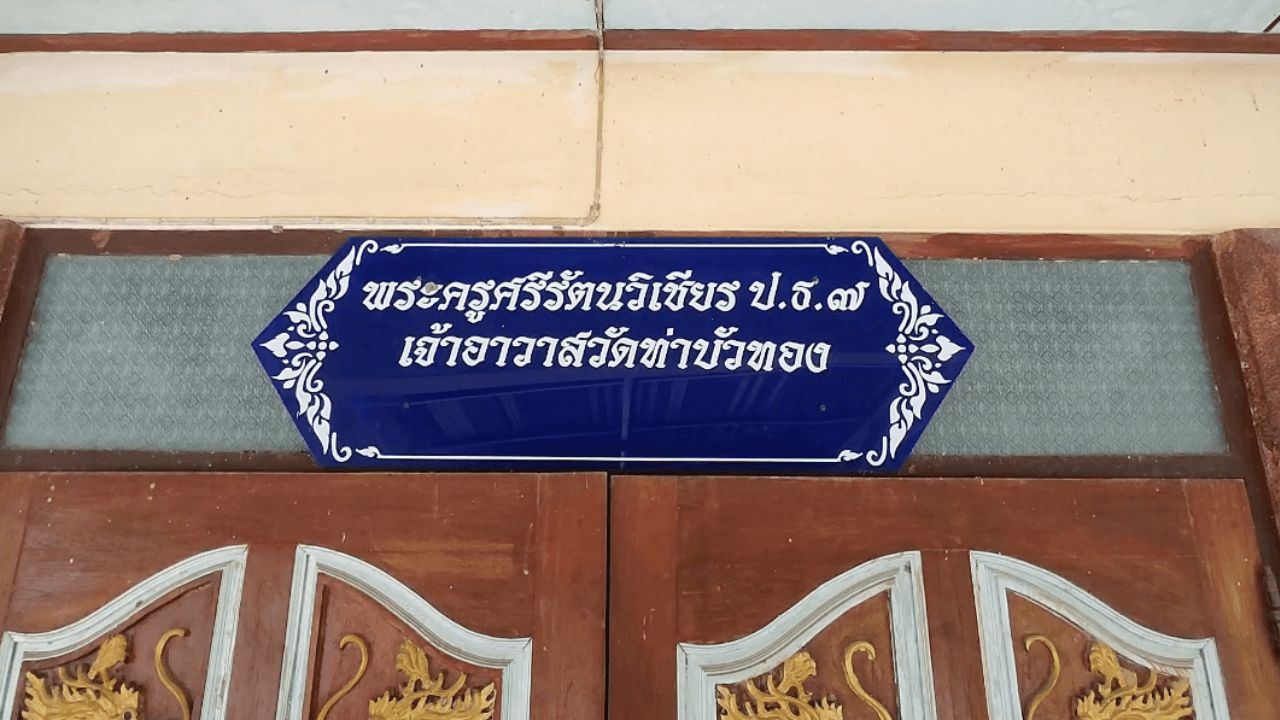 พระครูศรีรัตนวิเชียร ป.ธ.๗
เจ้าอาวาสวัดท่าบัวทอง